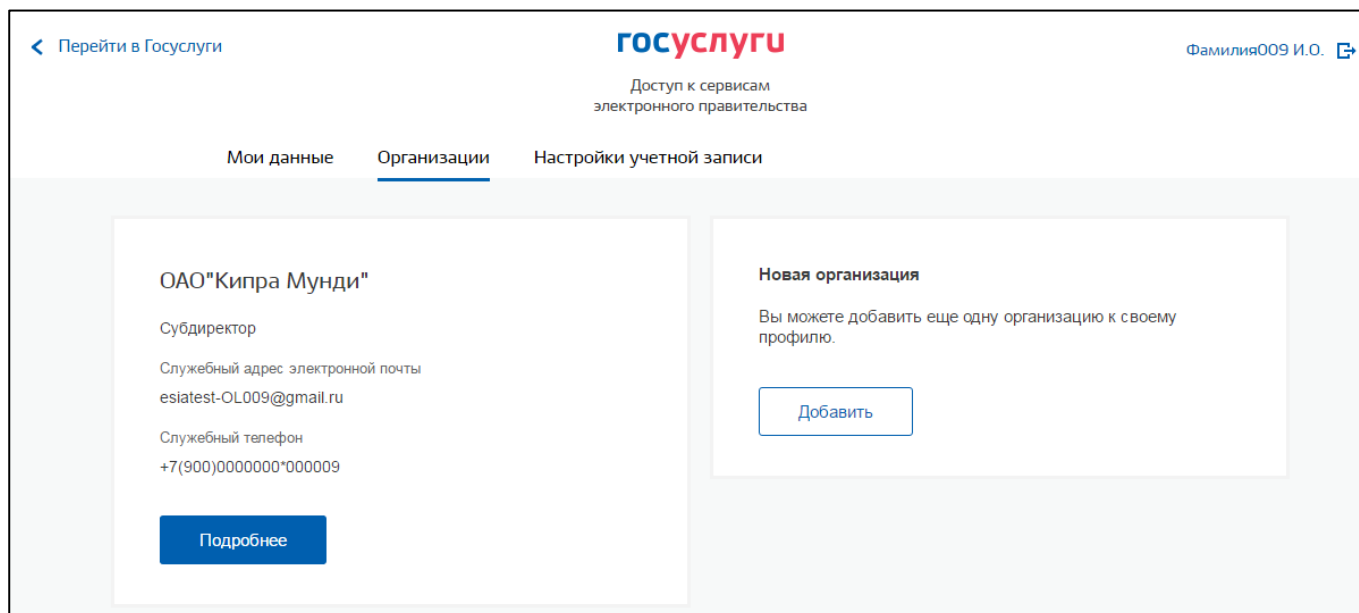 Перейти в Госуслуги
госуслуги
Фамилия009 И.О.
Доступ к сервисам
электронного правительства
Мои данные Организации Настройки учетной записи
ОАО"Кипра Мунди"
Субдиректор
Служебный адрес электронной почты
esiatest-OL009@gmail.ru
Служебный телефон
+7(900)0000000*000009
Подробнее
Новая организация
Вы можете добавить еще одну организацию к своему
профилю.
Добавить